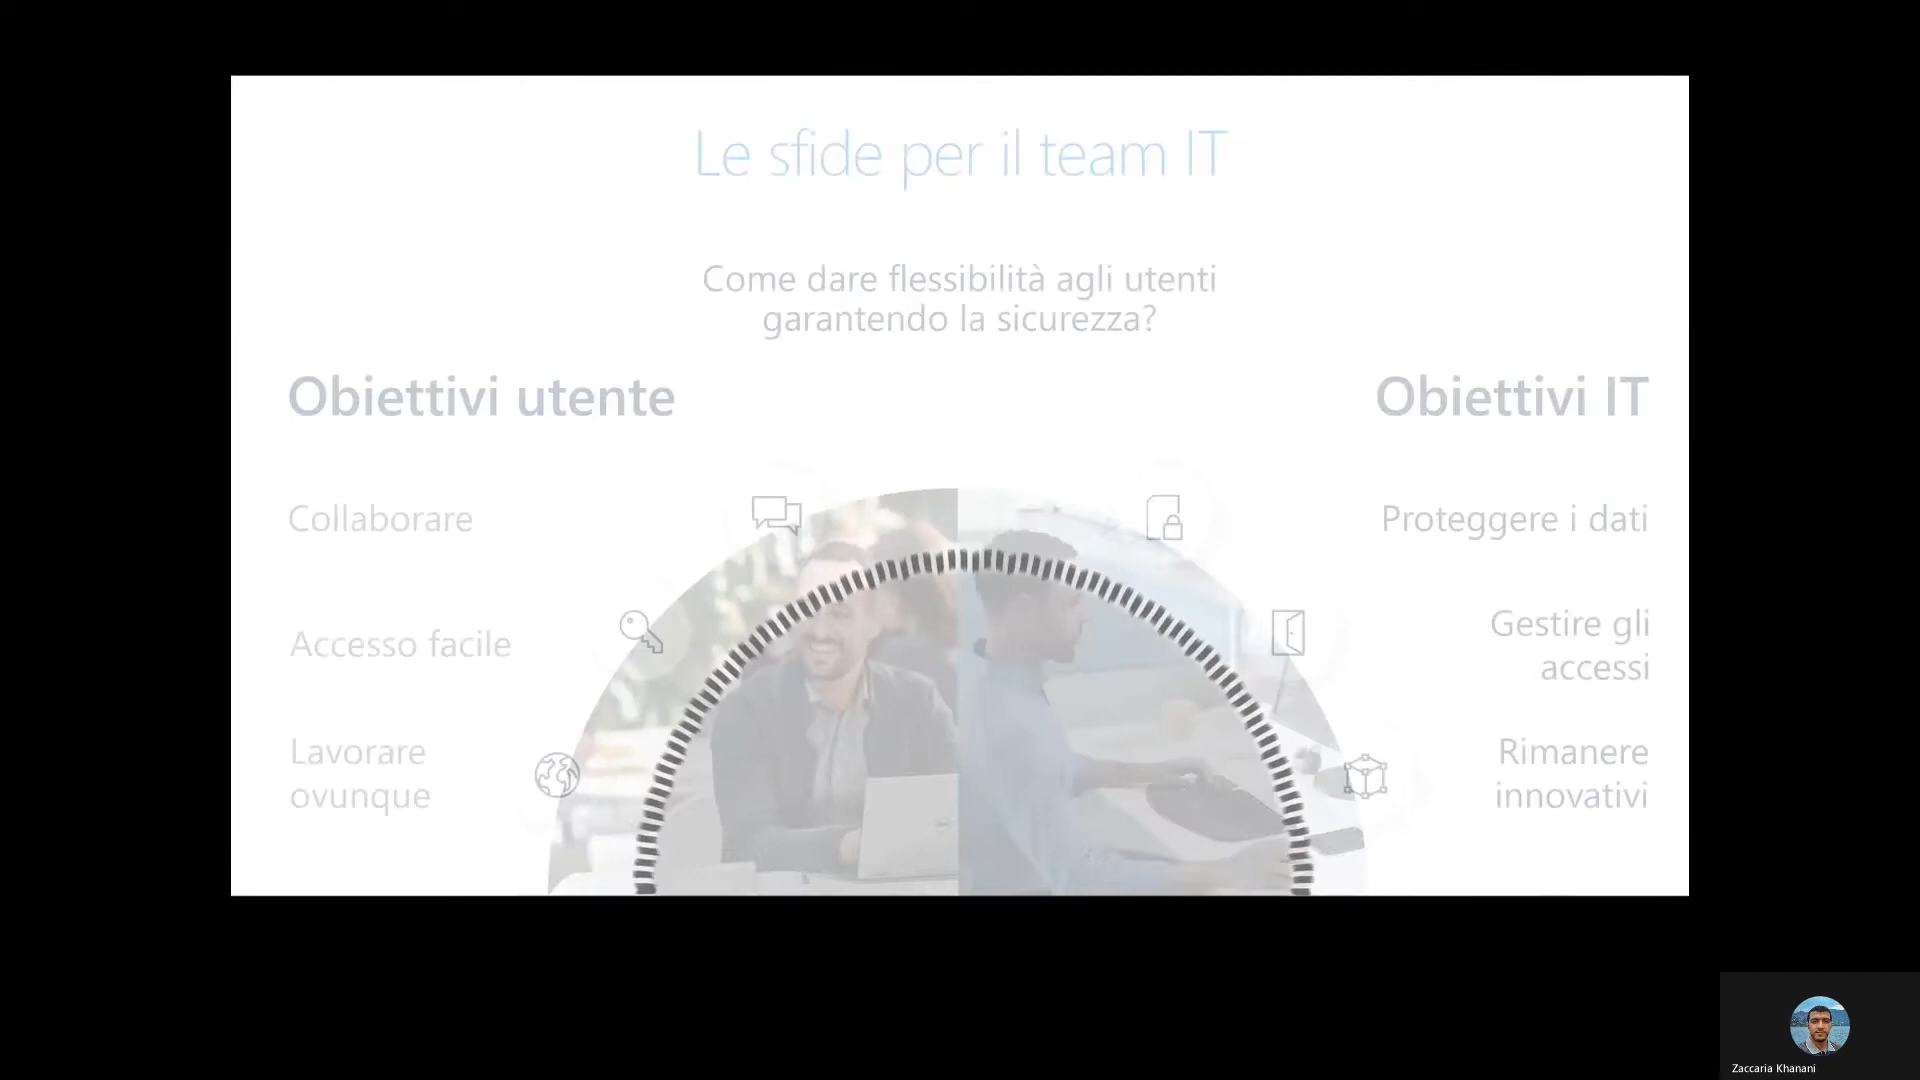 Le sfide per il team IT
Come dare flessibilità agli utenti
garantendo la sicurezza?
Obiettivi utente
Obiettivi IT
Collaborare
Proteggere i dati
Accesso facile
Gestire gli
accessi
Lavorare
ovunque
Rimanere
innovativi
Zaccaria Khanani